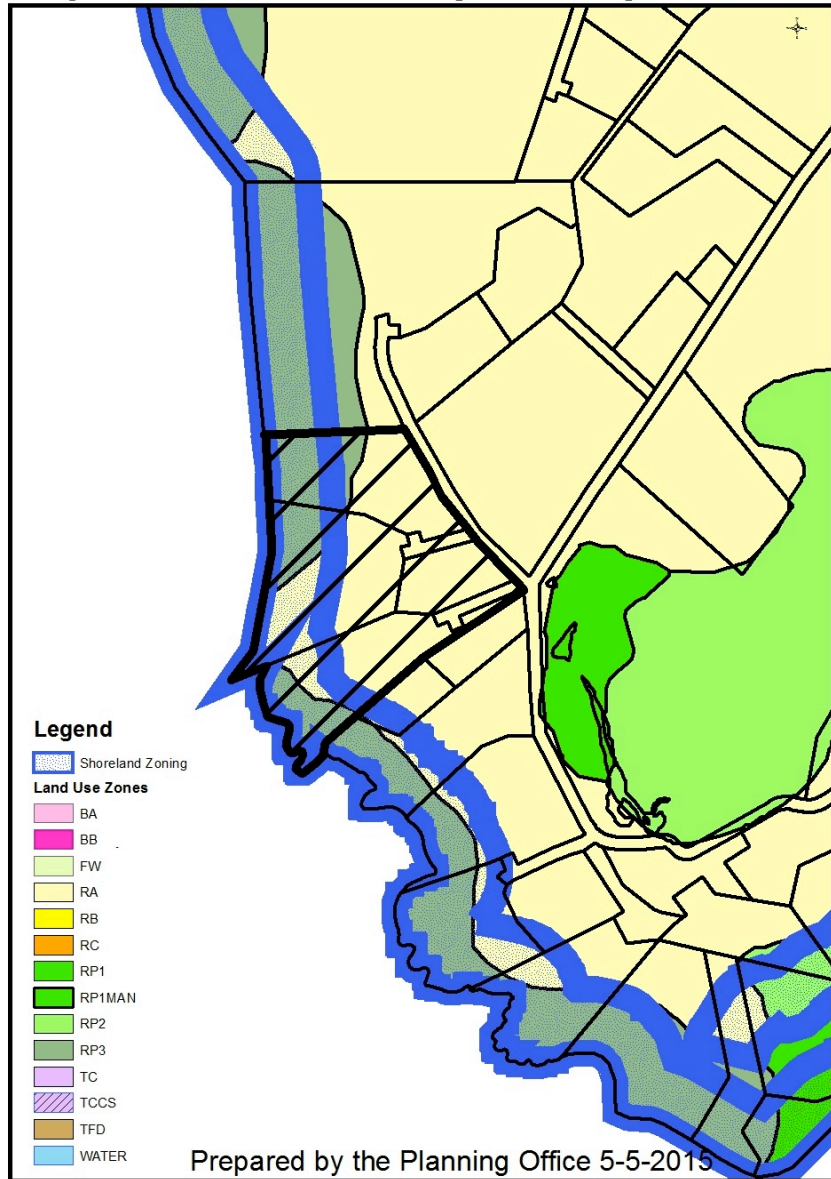 Legend
Shoreland Zoning
Land Use Zones
BA
BB
FW
RA
RB
RC
RP1
RP1MAN
RP2
RP3
TC
TCCS
TFD
WATER
Prepared by the Planning Office 5-5-2015